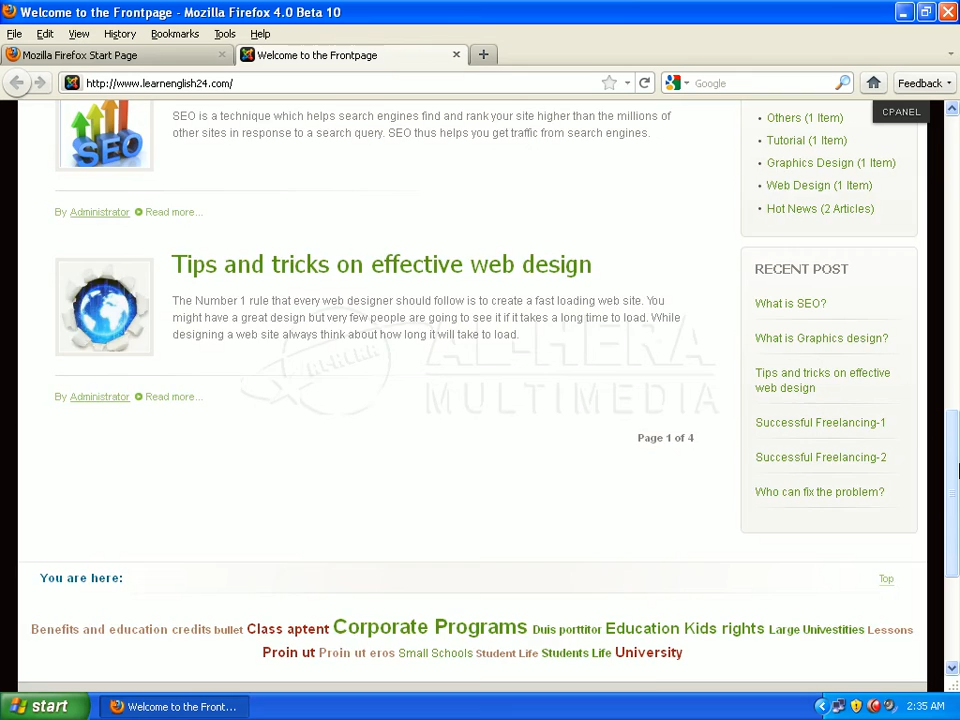 Welcome to the Frontpage - Mozilla Firefox 4.0 Beta 10
File Edit View History Bookmarks Tools Help
Mozilla Firefox Start Page
Welcome to the Frontpage
http://www.learnenglish24.com/
Google
Feedback
CPANEL
SEO is a technique which helps search engines find and rank your site higher than the millions of
other sites in response to a search query. SEO thus helps you get traffic from search engines.
SEO
By Administrator Read more...
Tips and tricks on effective web design
The Number 1 rule that every web designer should follow is to create a fast loading web site. You
might have a great design but very few people are going to see it if it takes a long time to load. While
designing a web site always think about how long it will take to load.
AL-HERA
AL-HERA
MULTIMEDIA
By Administrator Read more...
Page 1 of 4
Others (1 Item)
Tutorial (1 Item)
Graphics Design (1 Item)
Web Design (1 Item)
Hot News (2 Articles)
RECENT POST
What is SEO?
What is Graphics design?
Tips and tricks on effective
web design
Successful Freelancing-1
Successful Freelancing-2
Who can fix the problem?
You are here:
Top
Benefits and education credits bullet Class aptent Corporate Programs Duis porttitor Education Kids rights Large Univestities Lessons
Proin ut Proin ut eros Small Schools Student Life Students Life University
start
Welcome to the Front...
2:35 AM